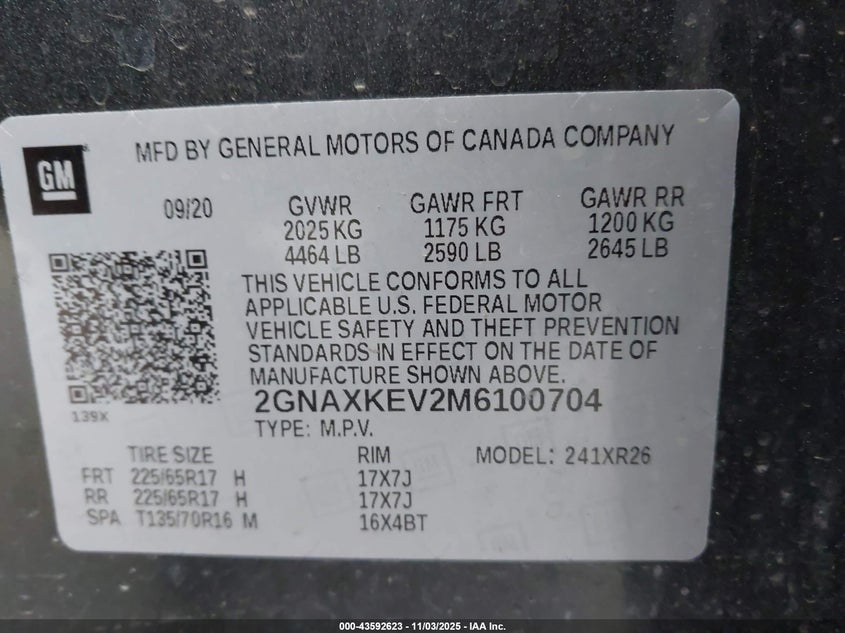 MFD BY GENERAL MOTORS OF CANADA COMPANY
GM
09/20
GVWR GAWR FRT GAWR RR
2025 KG 1175 KG 1200 KG
4464 LB 2590 LB 2645 LB
THIS VEHICLE CONFORMS TO ALL
APPLICABLE U.S. FEDERAL MOTOR
VEHICLE SAFETY AND THEFT PREVENTION
STANDARDS IN EFFECT ON THE DATE OF
MANUFACTURE SHOWN ABOVE.
2GNAXKEV2M6100704
139X
TYPE: M.P.V.
TIRE SIZE RIM MODEL: 241XR26
FRT 225/65R17 H 17X7J
RR 225/65R17 H 17X7J
SPA T135/70R16 M 16X4BT
000-43592623 - 11/03/2025 - IAA Inc.